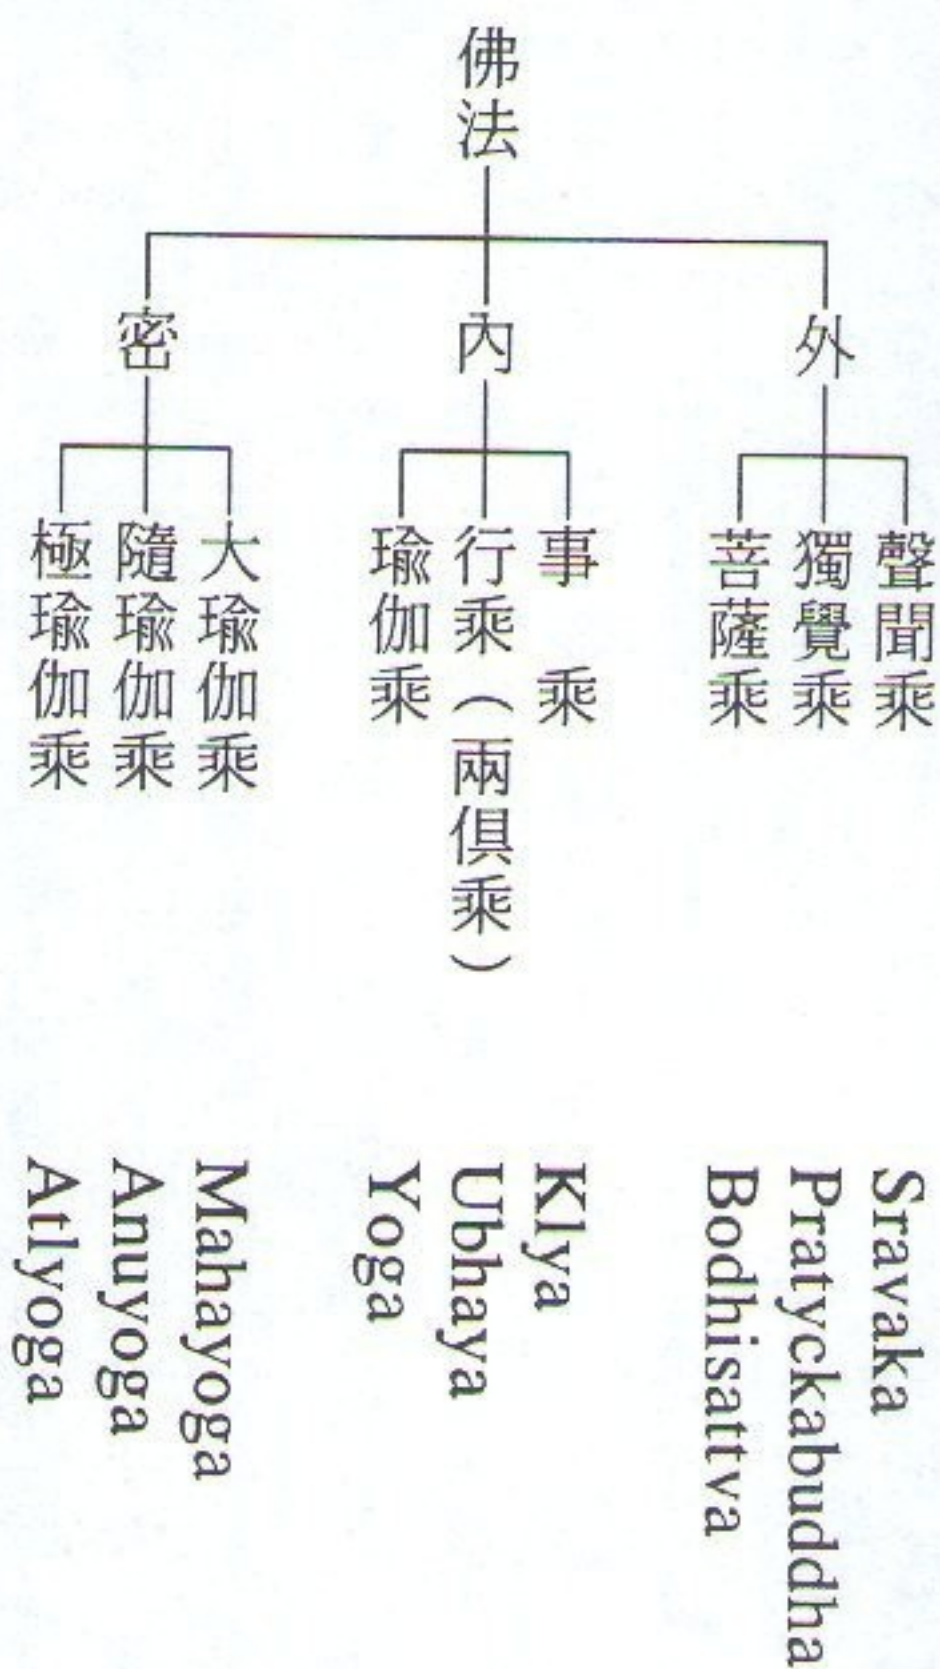 佛法
外
聲聞乘 Sravaka
獨覺乘 Pratyckabuddha
菩薩乘 Bodhisattva
內
事乘 Klya
行乘（兩俱乘） Ubhaya
瑜伽乘 Yoga
密
大瑜伽乘 Mahayoga
隨瑜伽乘 Anuyoga
極瑜伽乘 Atlyoga